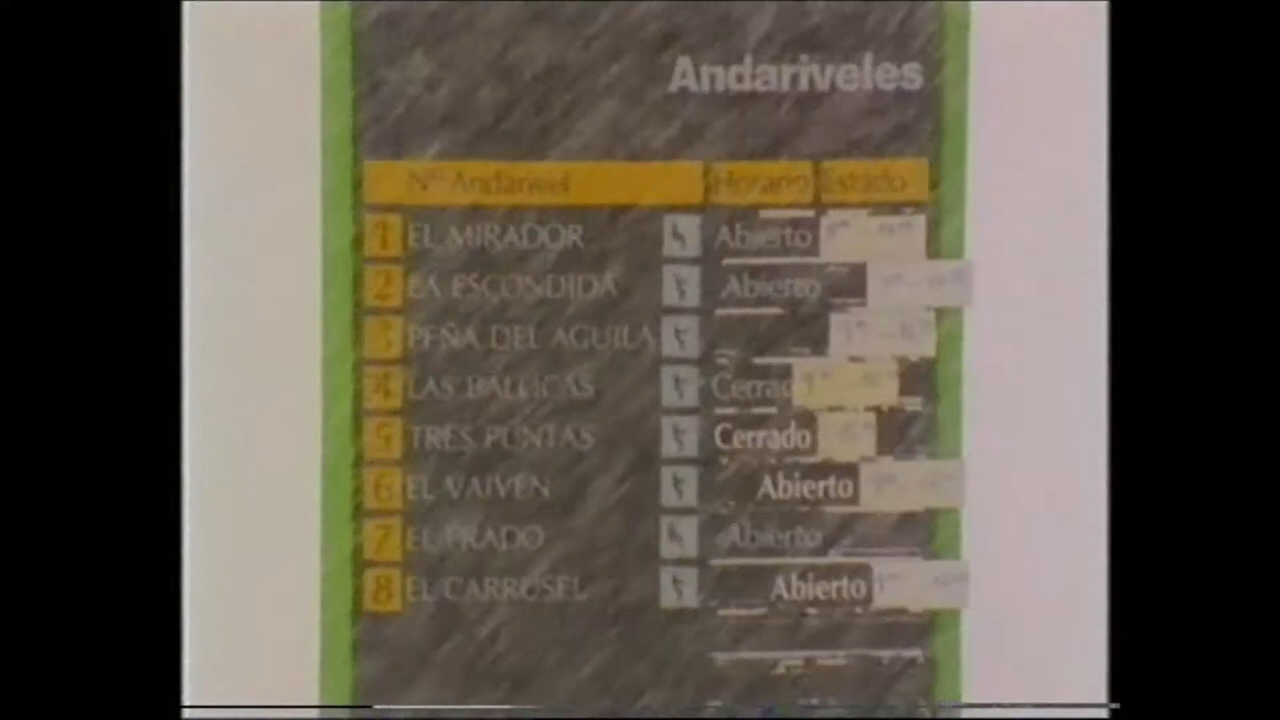 Andariveles
Nº Andarivel Horario Estado
1 EL MIRADOR Abierto
2 LA ESCONDIDA Abierto
3 PEÑA DEL AGUILA
4 LAS BALLICAS Cerrado
5 TRES PUNTAS Cerrado
6 EL VAIVEN Abierto
7 EL PRADO Abierto
8 EL CARRUSEL Abierto